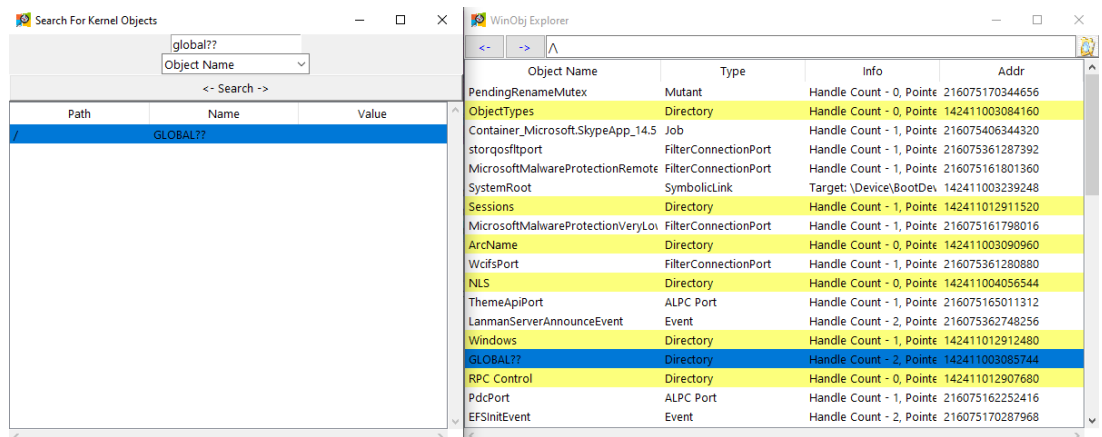 Search For Kernel Objects
global??
Object Name
<- Search ->
Path Name Value
/ GLOBAL??
WinObj Explorer
<- -> /\
Object Name Type Info Addr
PendingRenameMutex Mutant Handle Count - 0, Pointe 216075170344656
ObjectTypes Directory Handle Count - 0, Pointe 142411003084160
Container_Microsoft.SkypeApp_14.5 Job Handle Count - 1, Pointe 216075406344320
storqosfltport FilterConnectionPort Handle Count - 1, Pointe 216075361287392
MicrosoftMalwareProtectionRemote FilterConnectionPort Handle Count - 1, Pointe 216075161801360
SystemRoot SymbolicLink Target: \Device\BootDev 142411003239248
Sessions Directory Handle Count - 1, Pointe 142411012911520
MicrosoftMalwareProtectionVeryLov FilterConnectionPort Handle Count - 1, Pointe 216075161798016
ArcName Directory Handle Count - 0, Pointe 142411003090960
WcifsPort FilterConnectionPort Handle Count - 1, Pointe 216075361280880
NLS Directory Handle Count - 0, Pointe 142411004056544
ThemeApiPort ALPC Port Handle Count - 1, Pointe 216075165011312
LanmanServerAnnounceEvent Event Handle Count - 2, Pointe 216075362748256
Windows Directory Handle Count - 1, Pointe 142411012912480
GLOBAL?? Directory Handle Count - 2, Pointe 142411003085744
RPC Control Directory Handle Count - 0, Pointe 142411012907680
PdcPort ALPC Port Handle Count - 1, Pointe 216075162252416
EFSInitEvent Event Handle Count - 2, Pointe 216075170287968